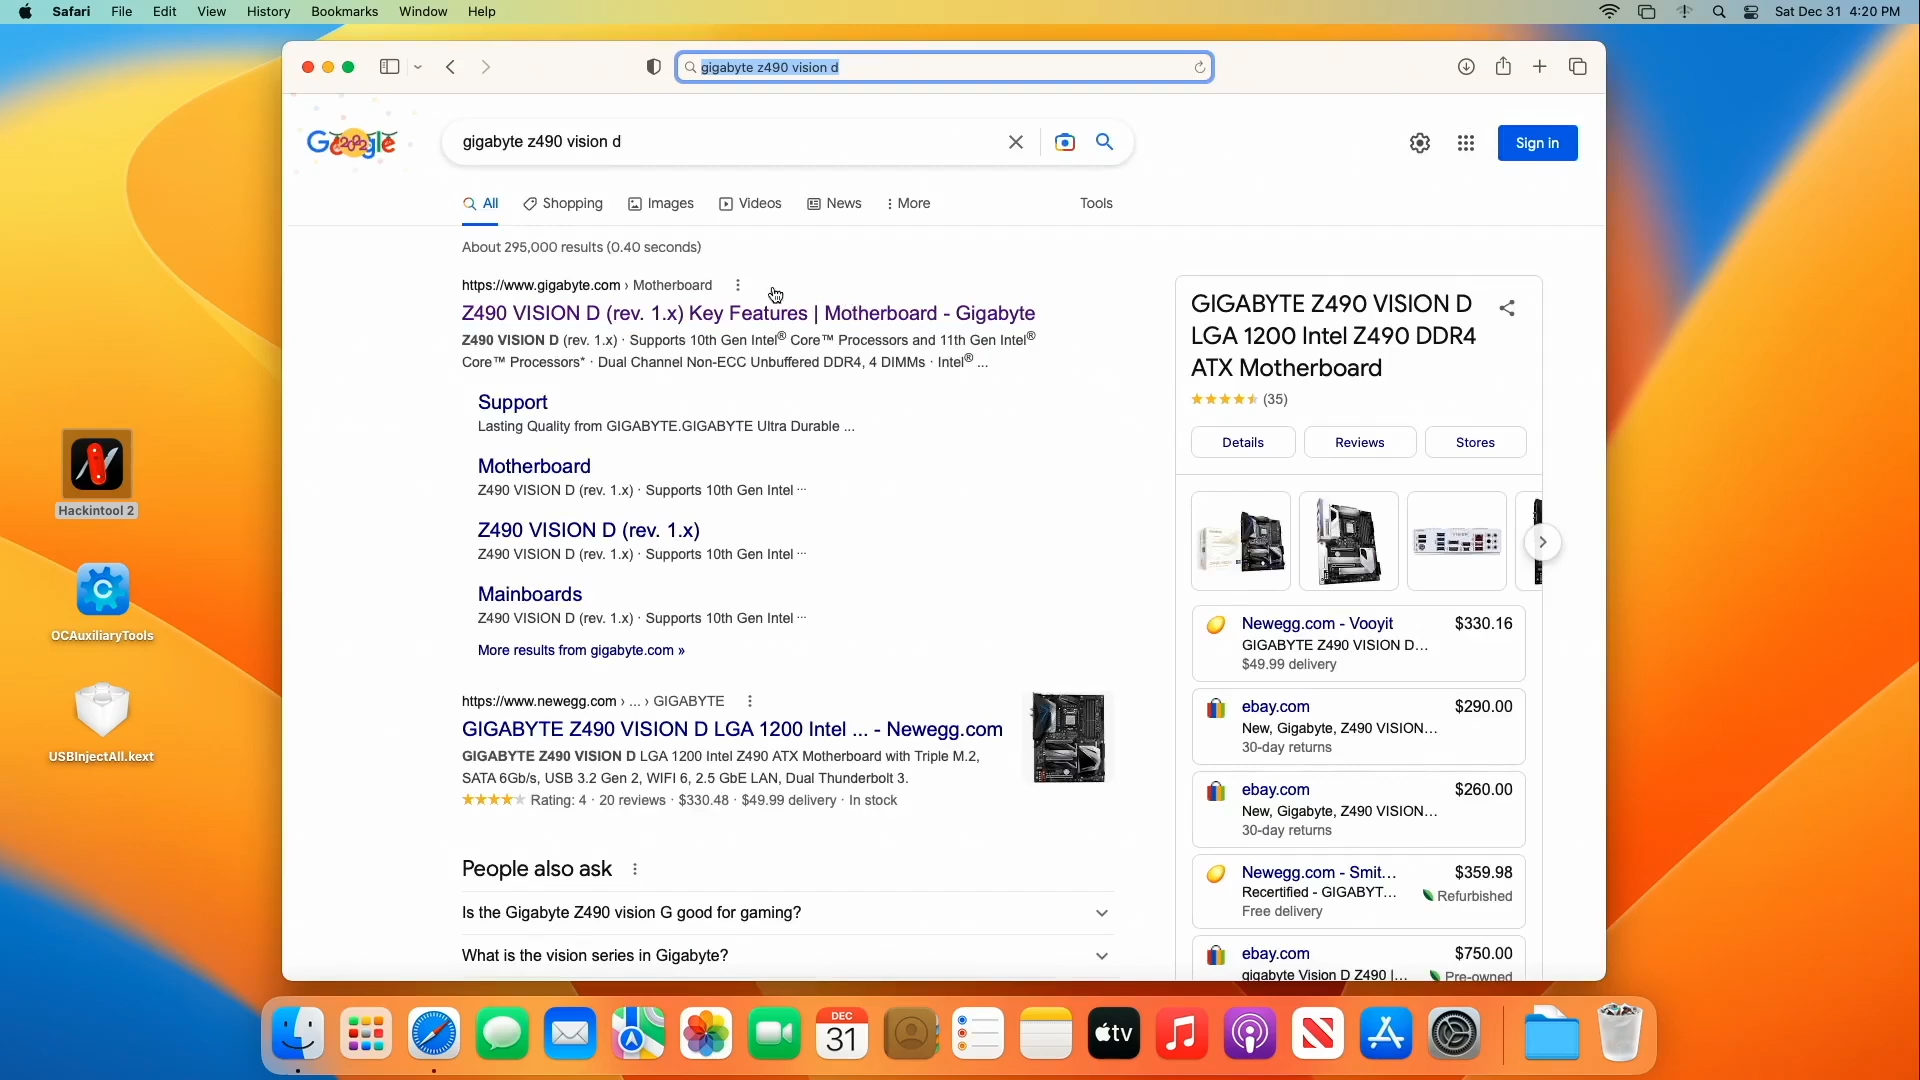 Safari File Edit View History Bookmarks Window Help
Sat Dec 31 4:20 PM
gigabyte z490 vision d
Google
2022
gigabyte z490 vision d
Sign in
All Shopping Images Videos News More Tools
About 295,000 results (0.40 seconds)
https://www.gigabyte.com › Motherboard
Z490 VISION D (rev. 1.x) Key Features | Motherboard - Gigabyte
Z490 VISION D (rev. 1.x) · Supports 10th Gen Intel® Core™ Processors and 11th Gen Intel®
Core™ Processors* · Dual Channel Non-ECC Unbuffered DDR4, 4 DIMMs · Intel® ...
Support
Lasting Quality from GIGABYTE.GIGABYTE Ultra Durable ...
Motherboard
Z490 VISION D (rev. 1.x) · Supports 10th Gen Intel ···
Z490 VISION D (rev. 1.x)
Z490 VISION D (rev. 1.x) · Supports 10th Gen Intel ···
Mainboards
Z490 VISION D (rev. 1.x) · Supports 10th Gen Intel ···
More results from gigabyte.com »
https://www.newegg.com › ... › GIGABYTE
GIGABYTE Z490 VISION D LGA 1200 Intel ... - Newegg.com
GIGABYTE Z490 VISION D LGA 1200 Intel Z490 ATX Motherboard with Triple M.2,
SATA 6Gb/s, USB 3.2 Gen 2, WIFI 6, 2.5 GbE LAN, Dual Thunderbolt 3.
Rating: 4 · 20 reviews · $330.48 · $49.99 delivery · In stock
People also ask
Is the Gigabyte Z490 vision G good for gaming?
What is the vision series in Gigabyte?
GIGABYTE Z490 VISION D
LGA 1200 Intel Z490 DDR4
ATX Motherboard
(35)
Details Reviews Stores
Newegg.com - Vooyit $330.16
GIGABYTE Z490 VISION D...
$49.99 delivery
ebay.com $290.00
New, Gigabyte, Z490 VISION...
30-day returns
ebay.com $260.00
New, Gigabyte, Z490 VISION...
30-day returns
Newegg.com - Smit... $359.98
Recertified - GIGABYT... Refurbished
Free delivery
ebay.com $750.00
gigabyte Vision D Z490 |... Pre-owned
Hackintool 2
OCAuxiliaryTools
USBInjectAll.kext
DEC
31
tv